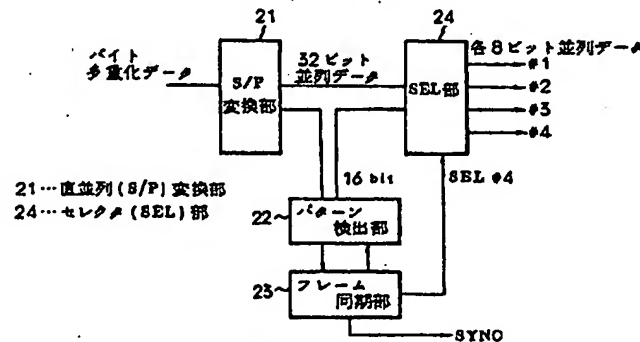 21
24
バイト
多重化データ
S/P
変換部
32ビット
並列データ
SEL部
各8ビット並列データ
#1
#2
#3
#4
16 bit
SEL #4
21…直並列(S/P)変換部
24…セレクタ(SEL)部
22
パターン
検出部
23
フレーム
同期部
SYNO